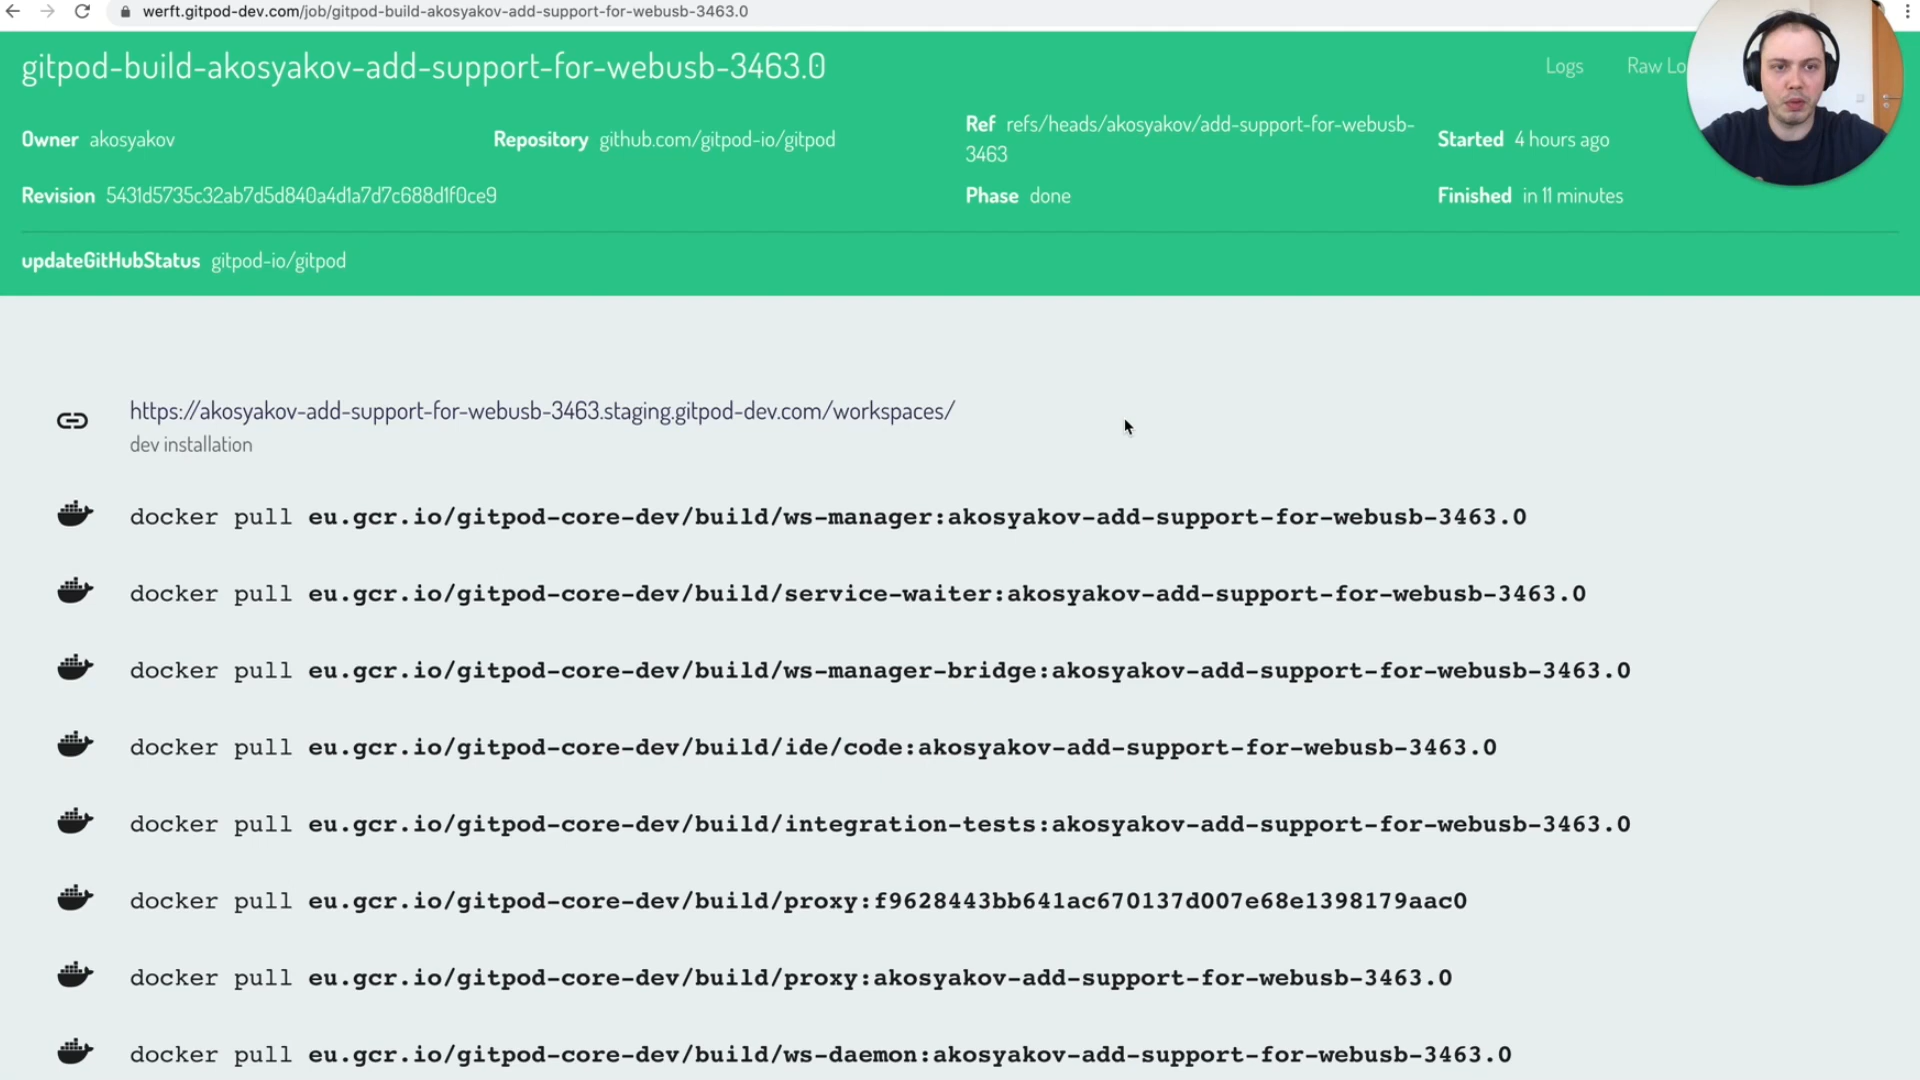 werft.gitpod-dev.com/job/gitpod-build-akosyakov-add-support-for-webusb-3463.0
gitpod-build-akosyakov-add-support-for-webusb-3463.0
Logs
Raw Lo
Owner akosyakov
Repository github.com/gitpod-io/gitpod
Ref refs/heads/akosyakov/add-support-for-webusb-
3463
Started 4 hours ago
Revision 5431d5735c32ab7d5d840a4d1a7d7c688d1f0ce9
Phase done
Finished in 11 minutes
updateGitHubStatus gitpod-io/gitpod
https://akosyakov-add-support-for-webusb-3463.staging.gitpod-dev.com/workspaces/
dev installation
docker pull eu.gcr.io/gitpod-core-dev/build/ws-manager:akosyakov-add-support-for-webusb-3463.0
docker pull eu.gcr.io/gitpod-core-dev/build/service-waiter:akosyakov-add-support-for-webusb-3463.0
docker pull eu.gcr.io/gitpod-core-dev/build/ws-manager-bridge:akosyakov-add-support-for-webusb-3463.0
docker pull eu.gcr.io/gitpod-core-dev/build/ide/code:akosyakov-add-support-for-webusb-3463.0
docker pull eu.gcr.io/gitpod-core-dev/build/integration-tests:akosyakov-add-support-for-webusb-3463.0
docker pull eu.gcr.io/gitpod-core-dev/build/proxy:f9628443bb641ac670137d007e68e1398179aac0
docker pull eu.gcr.io/gitpod-core-dev/build/proxy:akosyakov-add-support-for-webusb-3463.0
docker pull eu.gcr.io/gitpod-core-dev/build/ws-daemon:akosyakov-add-support-for-webusb-3463.0